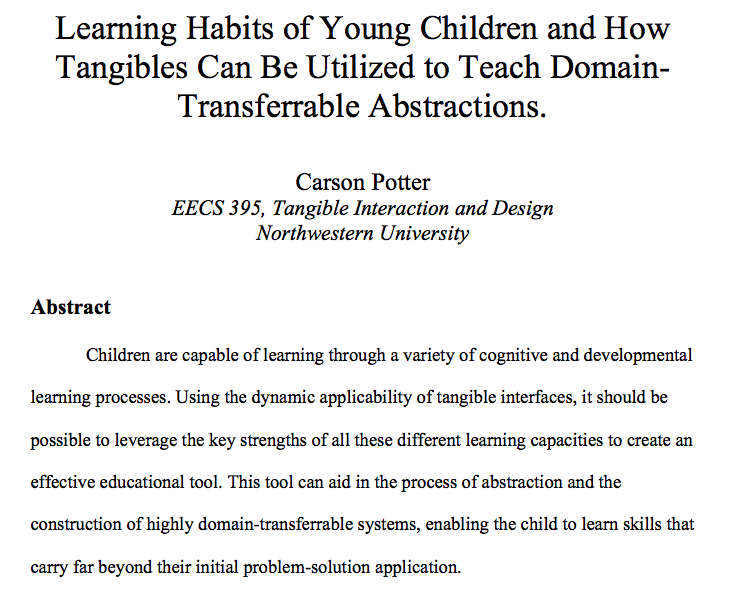 Learning Habits of Young Children and How
Tangibles Can Be Utilized to Teach Domain-
Transferrable Abstractions.
Carson Potter
EECS 395, Tangible Interaction and Design
Northwestern University
Abstract
Children are capable of learning through a variety of cognitive and developmental
learning processes. Using the dynamic applicability of tangible interfaces, it should be
possible to leverage the key strengths of all these different learning capacities to create an
effective educational tool. This tool can aid in the process of abstraction and the
construction of highly domain-transferrable systems, enabling the child to learn skills that
carry far beyond their initial problem-solution application.